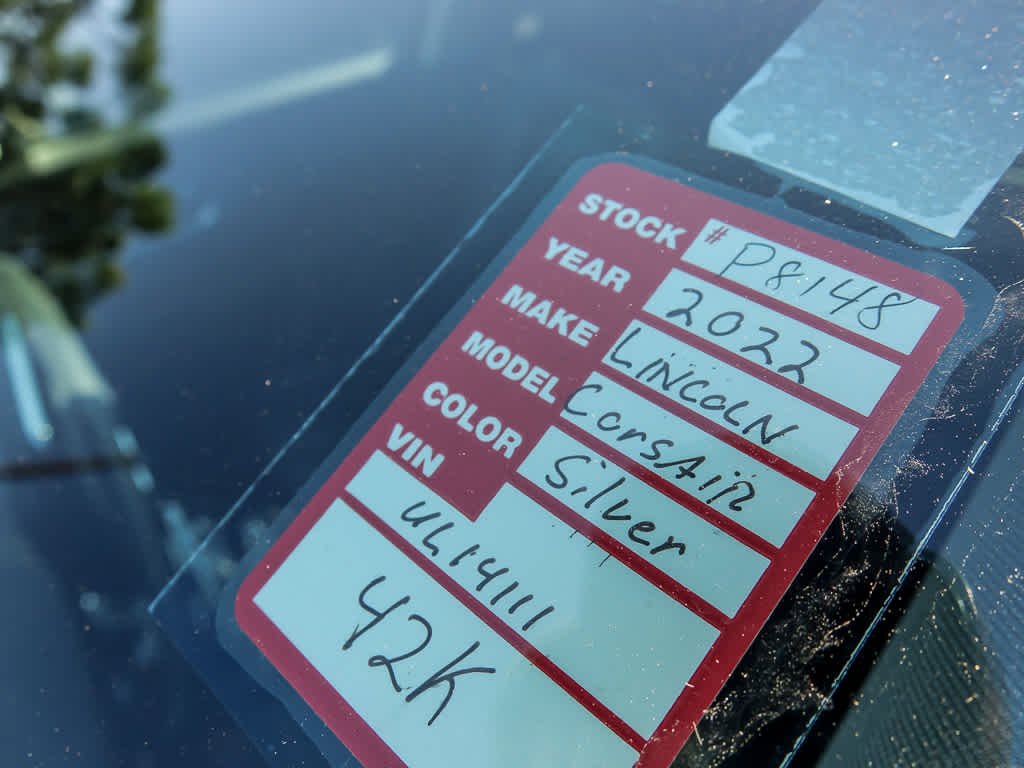 STOCK # P8148
YEAR 2022
MAKE LINCOLN
MODEL CorsAiR
COLOR Silver
VIN UL14111
42K